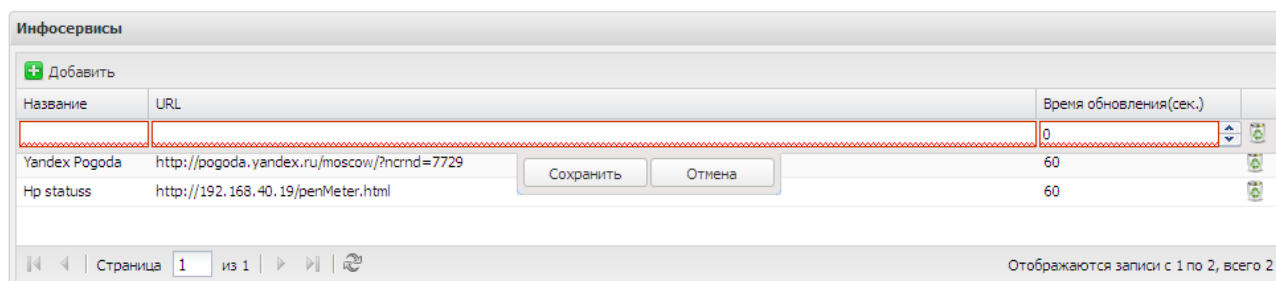 Инфосервисы
Добавить
Название URL Время обновления(сек.)
0
Yandex Pogoda http://pogoda.yandex.ru/moscow/?ncrnd=7729 60
Сохранить Отмена
Hp statuss http://192.168.40.19/penMeter.html 60
Страница 1 из 1 Отображаются записи с 1 по 2, всего 2